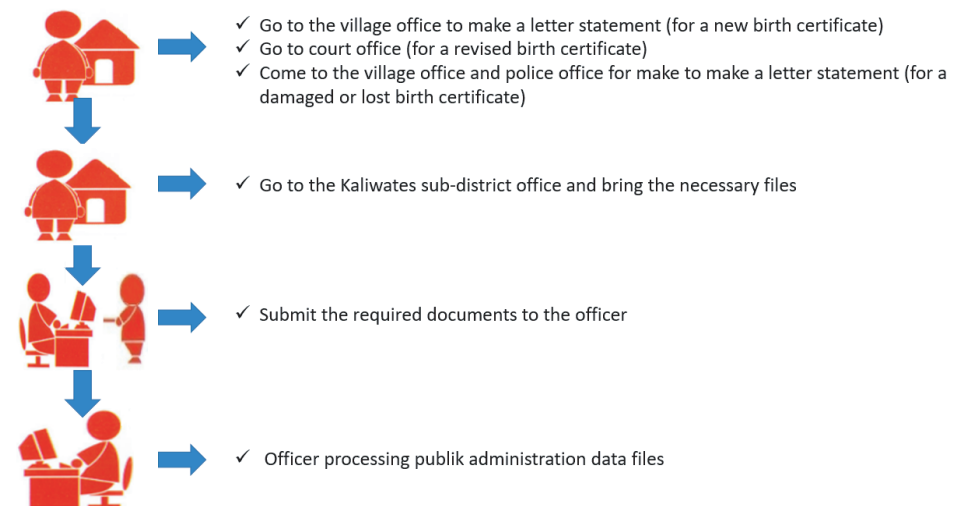 ✓ Go to the village office to make a letter statement (for a new birth certificate)
✓ Go to court office (for a revised birth certificate)
✓ Come to the village office and police office for make to make a letter statement (for a
damaged or lost birth certificate)
✓ Go to the Kaliwates sub-district office and bring the necessary files
✓ Submit the required documents to the officer
✓ Officer processing publik administration data files